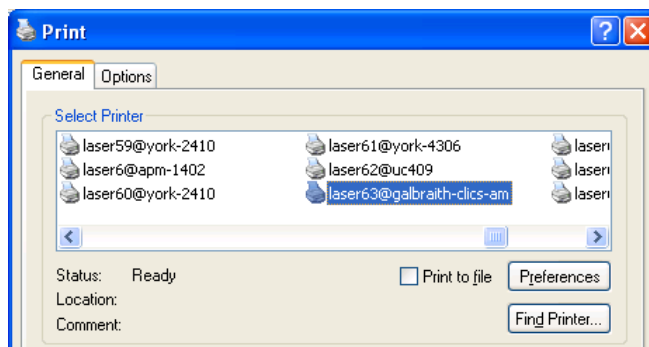 Print
General Options
Select Printer
laser59@york-2410 laser61@york-4306
laser6@apm-1402 laser62@uc409
laser60@york-2410 laser63@galbraith-clics-am
Status: Ready Print to file Preferences
Location:
Comment: Find Printer...